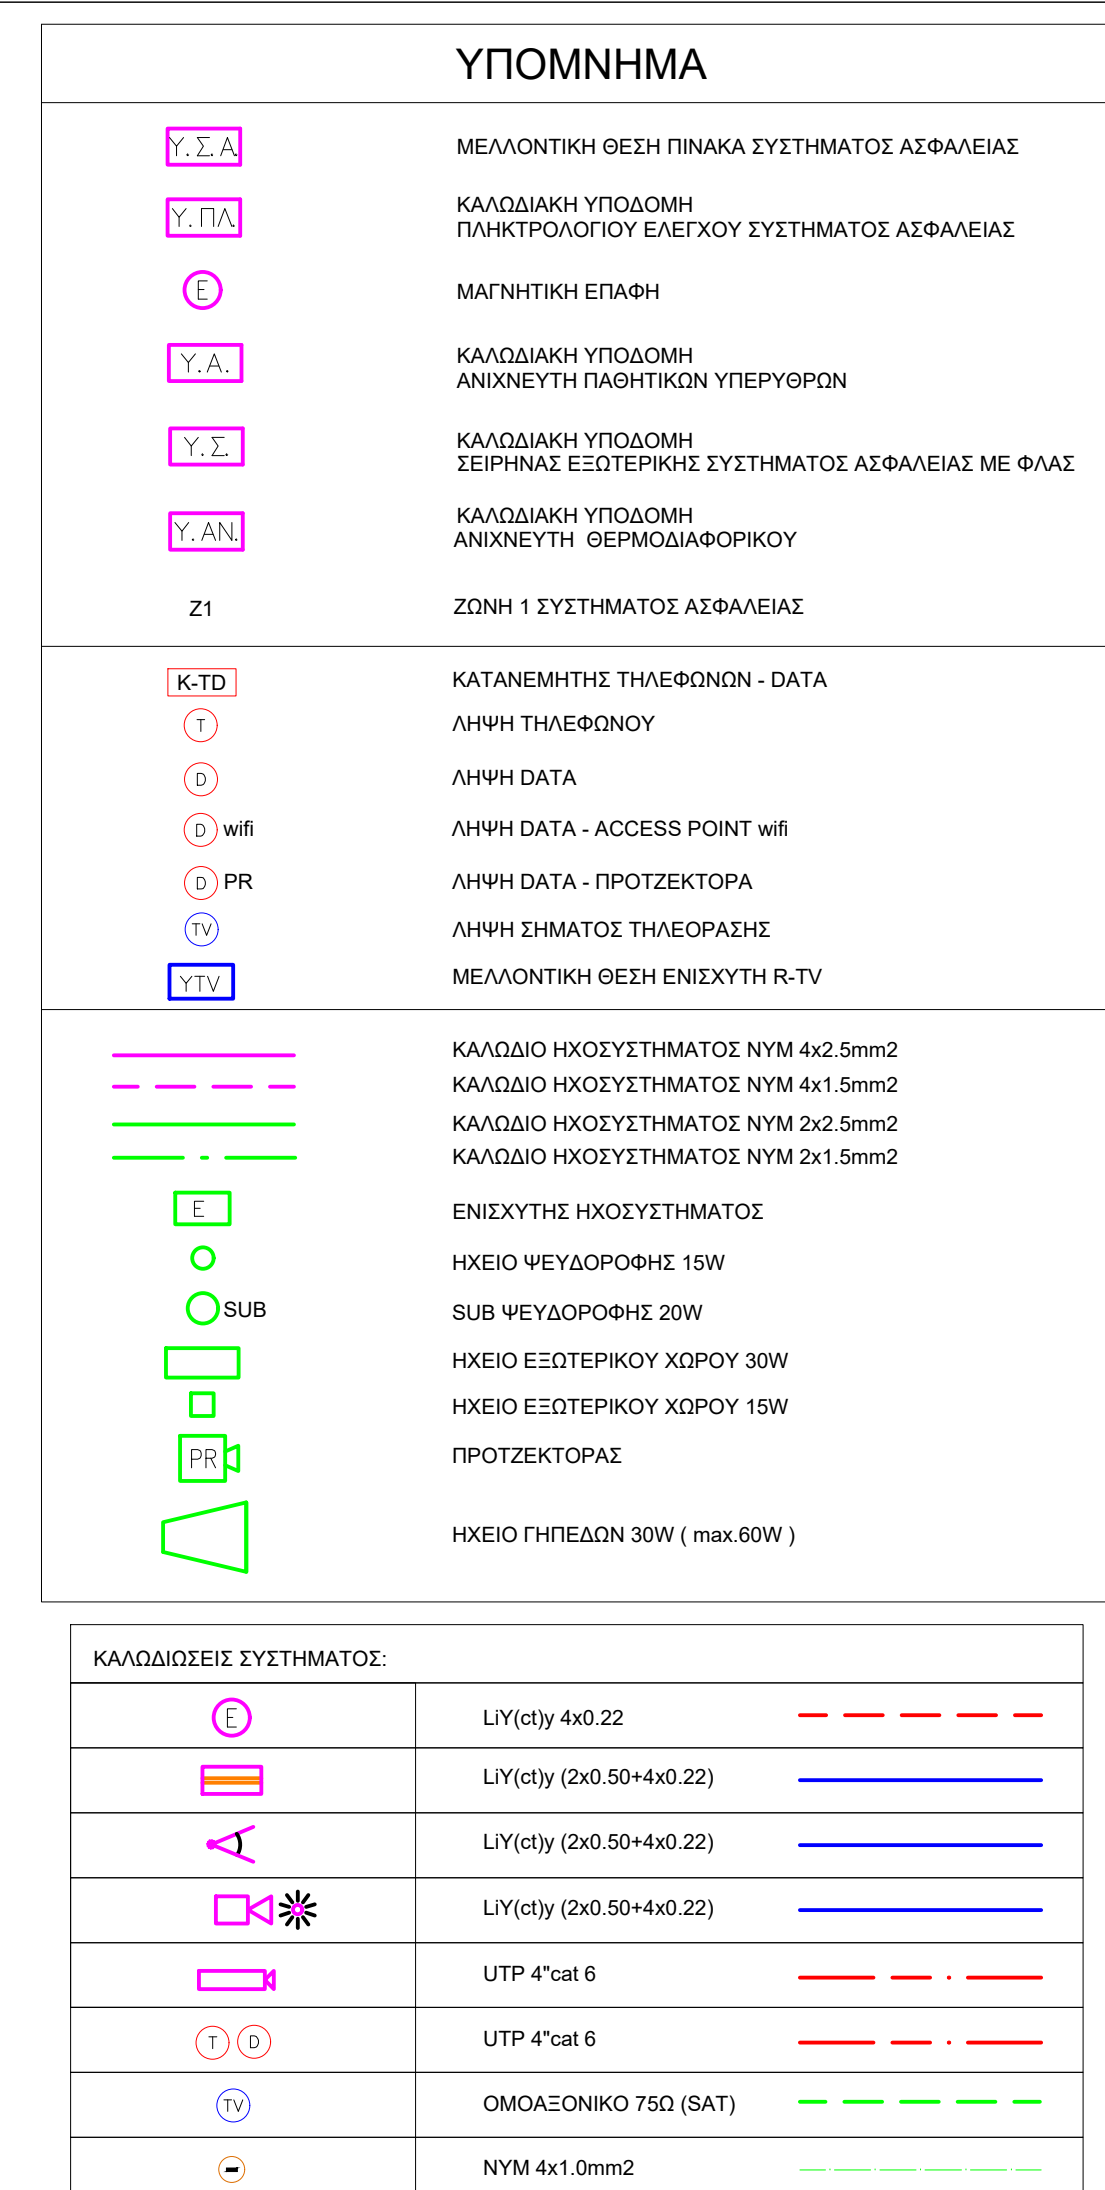 ΥΠΟΜΝΗΜΑ
Υ.Σ.Α. ΜΕΛΛΟΝΤΙΚΗ ΘΕΣΗ ΠΙΝΑΚΑ ΣΥΣΤΗΜΑΤΟΣ ΑΣΦΑΛΕΙΑΣ
Υ.ΠΛ. ΚΑΛΩΔΙΑΚΗ ΥΠΟΔΟΜΗ
ΠΛΗΚΤΡΟΛΟΓΙΟΥ ΕΛΕΓΧΟΥ ΣΥΣΤΗΜΑΤΟΣ ΑΣΦΑΛΕΙΑΣ
Ε ΜΑΓΝΗΤΙΚΗ ΕΠΑΦΗ
Υ.Α. ΚΑΛΩΔΙΑΚΗ ΥΠΟΔΟΜΗ
ΑΝΙΧΝΕΥΤΗ ΠΑΘΗΤΙΚΩΝ ΥΠΕΡΥΘΡΩΝ
Υ.Σ. ΚΑΛΩΔΙΑΚΗ ΥΠΟΔΟΜΗ
ΣΕΙΡΗΝΑΣ ΕΞΩΤΕΡΙΚΗΣ ΣΥΣΤΗΜΑΤΟΣ ΑΣΦΑΛΕΙΑΣ ΜΕ ΦΛΑΣ
Υ.ΑΝ. ΚΑΛΩΔΙΑΚΗ ΥΠΟΔΟΜΗ
ΑΝΙΧΝΕΥΤΗ ΘΕΡΜΟΔΙΑΦΟΡΙΚΟΥ
Ζ1 ΖΩΝΗ 1 ΣΥΣΤΗΜΑΤΟΣ ΑΣΦΑΛΕΙΑΣ
K-TD ΚΑΤΑΝΕΜΗΤΗΣ ΤΗΛΕΦΩΝΩΝ - DATA
T ΛΗΨΗ ΤΗΛΕΦΩΝΟΥ
D ΛΗΨΗ DATA
D wifi ΛΗΨΗ DATA - ACCESS POINT wifi
D PR ΛΗΨΗ DATA - ΠΡΟΤΖΕΚΤΟΡΑ
TV ΛΗΨΗ ΣΗΜΑΤΟΣ ΤΗΛΕΟΡΑΣΗΣ
YTV ΜΕΛΛΟΝΤΙΚΗ ΘΕΣΗ ΕΝΙΣΧΥΤΗ R-TV
ΚΑΛΩΔΙΟ ΗΧΟΣΥΣΤΗΜΑΤΟΣ NYM 4x2.5mm2
ΚΑΛΩΔΙΟ ΗΧΟΣΥΣΤΗΜΑΤΟΣ NYM 4x1.5mm2
ΚΑΛΩΔΙΟ ΗΧΟΣΥΣΤΗΜΑΤΟΣ NYM 2x2.5mm2
ΚΑΛΩΔΙΟ ΗΧΟΣΥΣΤΗΜΑΤΟΣ NYM 2x1.5mm2
Ε ΕΝΙΣΧΥΤΗΣ ΗΧΟΣΥΣΤΗΜΑΤΟΣ
ΗΧΕΙΟ ΨΕΥΔΟΡΟΦΗΣ 15W
SUB SUB ΨΕΥΔΟΡΟΦΗΣ 20W
ΗΧΕΙΟ ΕΞΩΤΕΡΙΚΟΥ ΧΩΡΟΥ 30W
ΗΧΕΙΟ ΕΞΩΤΕΡΙΚΟΥ ΧΩΡΟΥ 15W
PR ΠΡΟΤΖΕΚΤΟΡΑΣ
ΗΧΕΙΟ ΓΗΠΕΔΩΝ 30W ( max.60W )
ΚΑΛΩΔΙΩΣΕΙΣ ΣΥΣΤΗΜΑΤΟΣ:
Ε LiY(ct)y 4x0.22
LiY(ct)y (2x0.50+4x0.22)
LiY(ct)y (2x0.50+4x0.22)
LiY(ct)y (2x0.50+4x0.22)
UTP 4"cat 6
T D UTP 4"cat 6
TV ΟΜΟΑΞΟΝΙΚΟ 75Ω (SAT)
NYM 4x1.0mm2